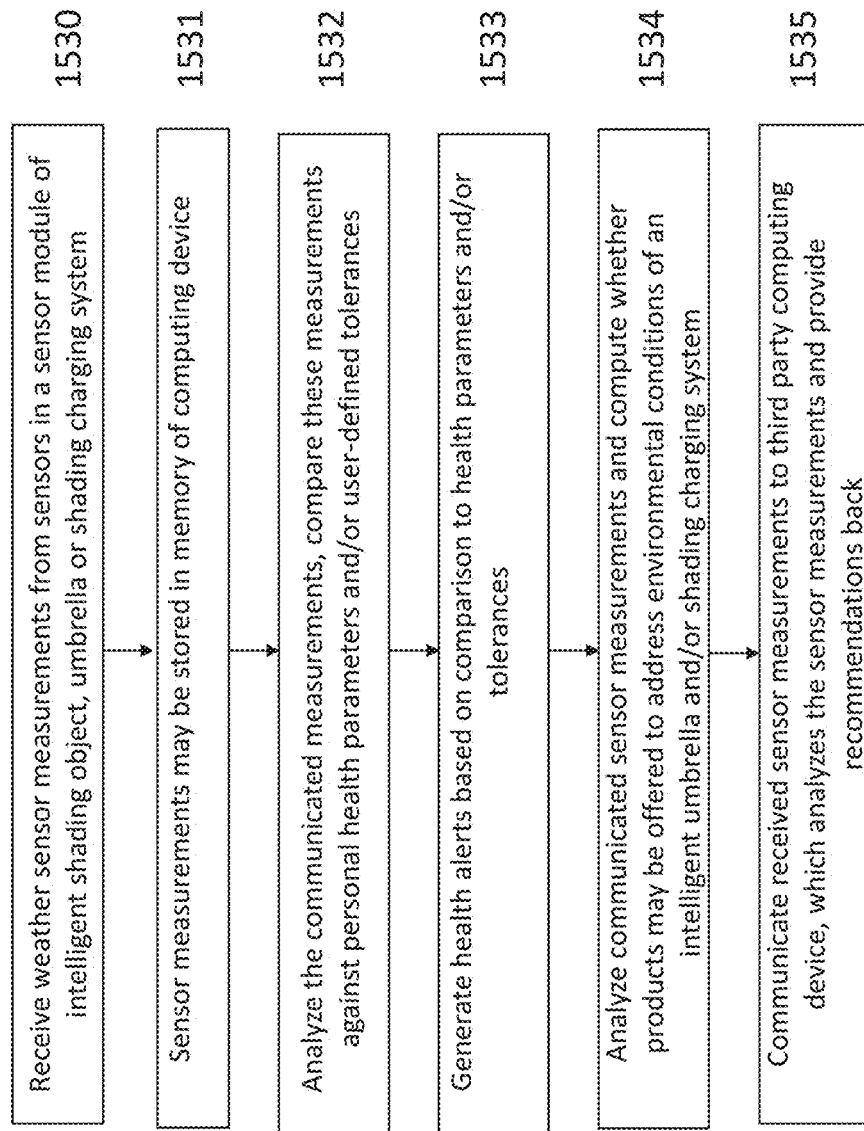 Receive weather sensor measurements from sensors in a sensor module of
intelligent shading object, umbrella or shading charging system
1530
Sensor measurements may be stored in memory of computing device
1531
Analyze the communicated measurements, compare these measurements
against personal health parameters and/or user-defined tolerances
1532
Generate health alerts based on comparison to health parameters and/or
tolerances
1533
Analyze communicated sensor measurements and compute whether
products may be offered to address environmental conditions of an
intelligent umbrella and/or shading charging system
1534
Communicate received sensor measurements to third party computing
device, which analyzes the sensor measurements and provide
recommendations back
1535